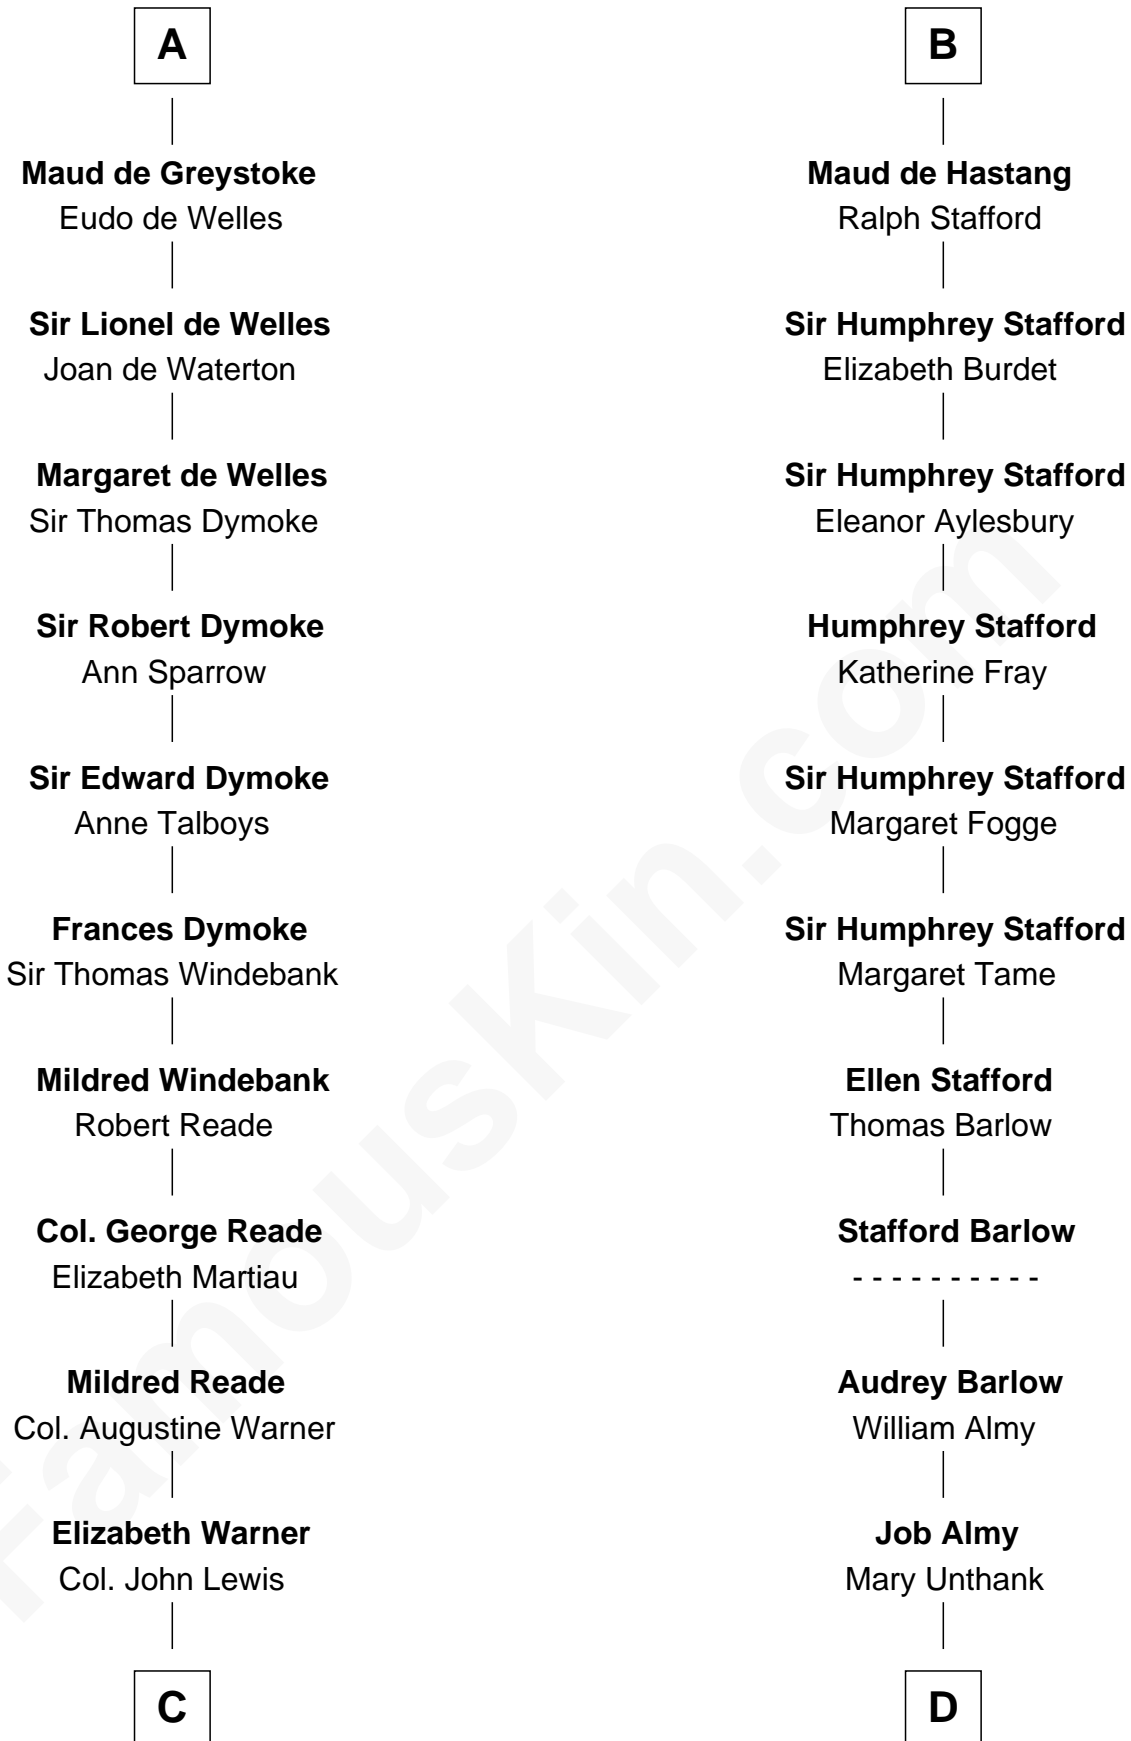 A
Maud de Greystoke
Eudo de Welles
Sir Lionel de Welles
Joan de Waterton
Margaret de Welles
Sir Thomas Dymoke
Sir Robert Dymoke
Ann Sparrow
Sir Edward Dymoke
Anne Talboys
Frances Dymoke
Sir Thomas Windebank
Mildred Windebank
Robert Reade
Col. George Reade
Elizabeth Martiau
Mildred Reade
Col. Augustine Warner
Elizabeth Warner
Col. John Lewis
C
B
Maud de Hastang
Ralph Stafford
Sir Humphrey Stafford
Elizabeth Burdet
Sir Humphrey Stafford
Eleanor Aylesbury
Humphrey Stafford
Katherine Fray
Sir Humphrey Stafford
Margaret Fogge
Sir Humphrey Stafford
Margaret Tame
Ellen Stafford
Thomas Barlow
Stafford Barlow
- - - - - - - - - -
Audrey Barlow
William Almy
Job Almy
Mary Unthank
D
FamousKin.com